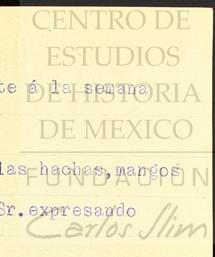 CENTRO DE
ESTUDIOS
te á la semana
DE HISTORIA
DE MEXICO
las hachas,mangos
FUNDACION
Sr.expresando
Carlos Slim